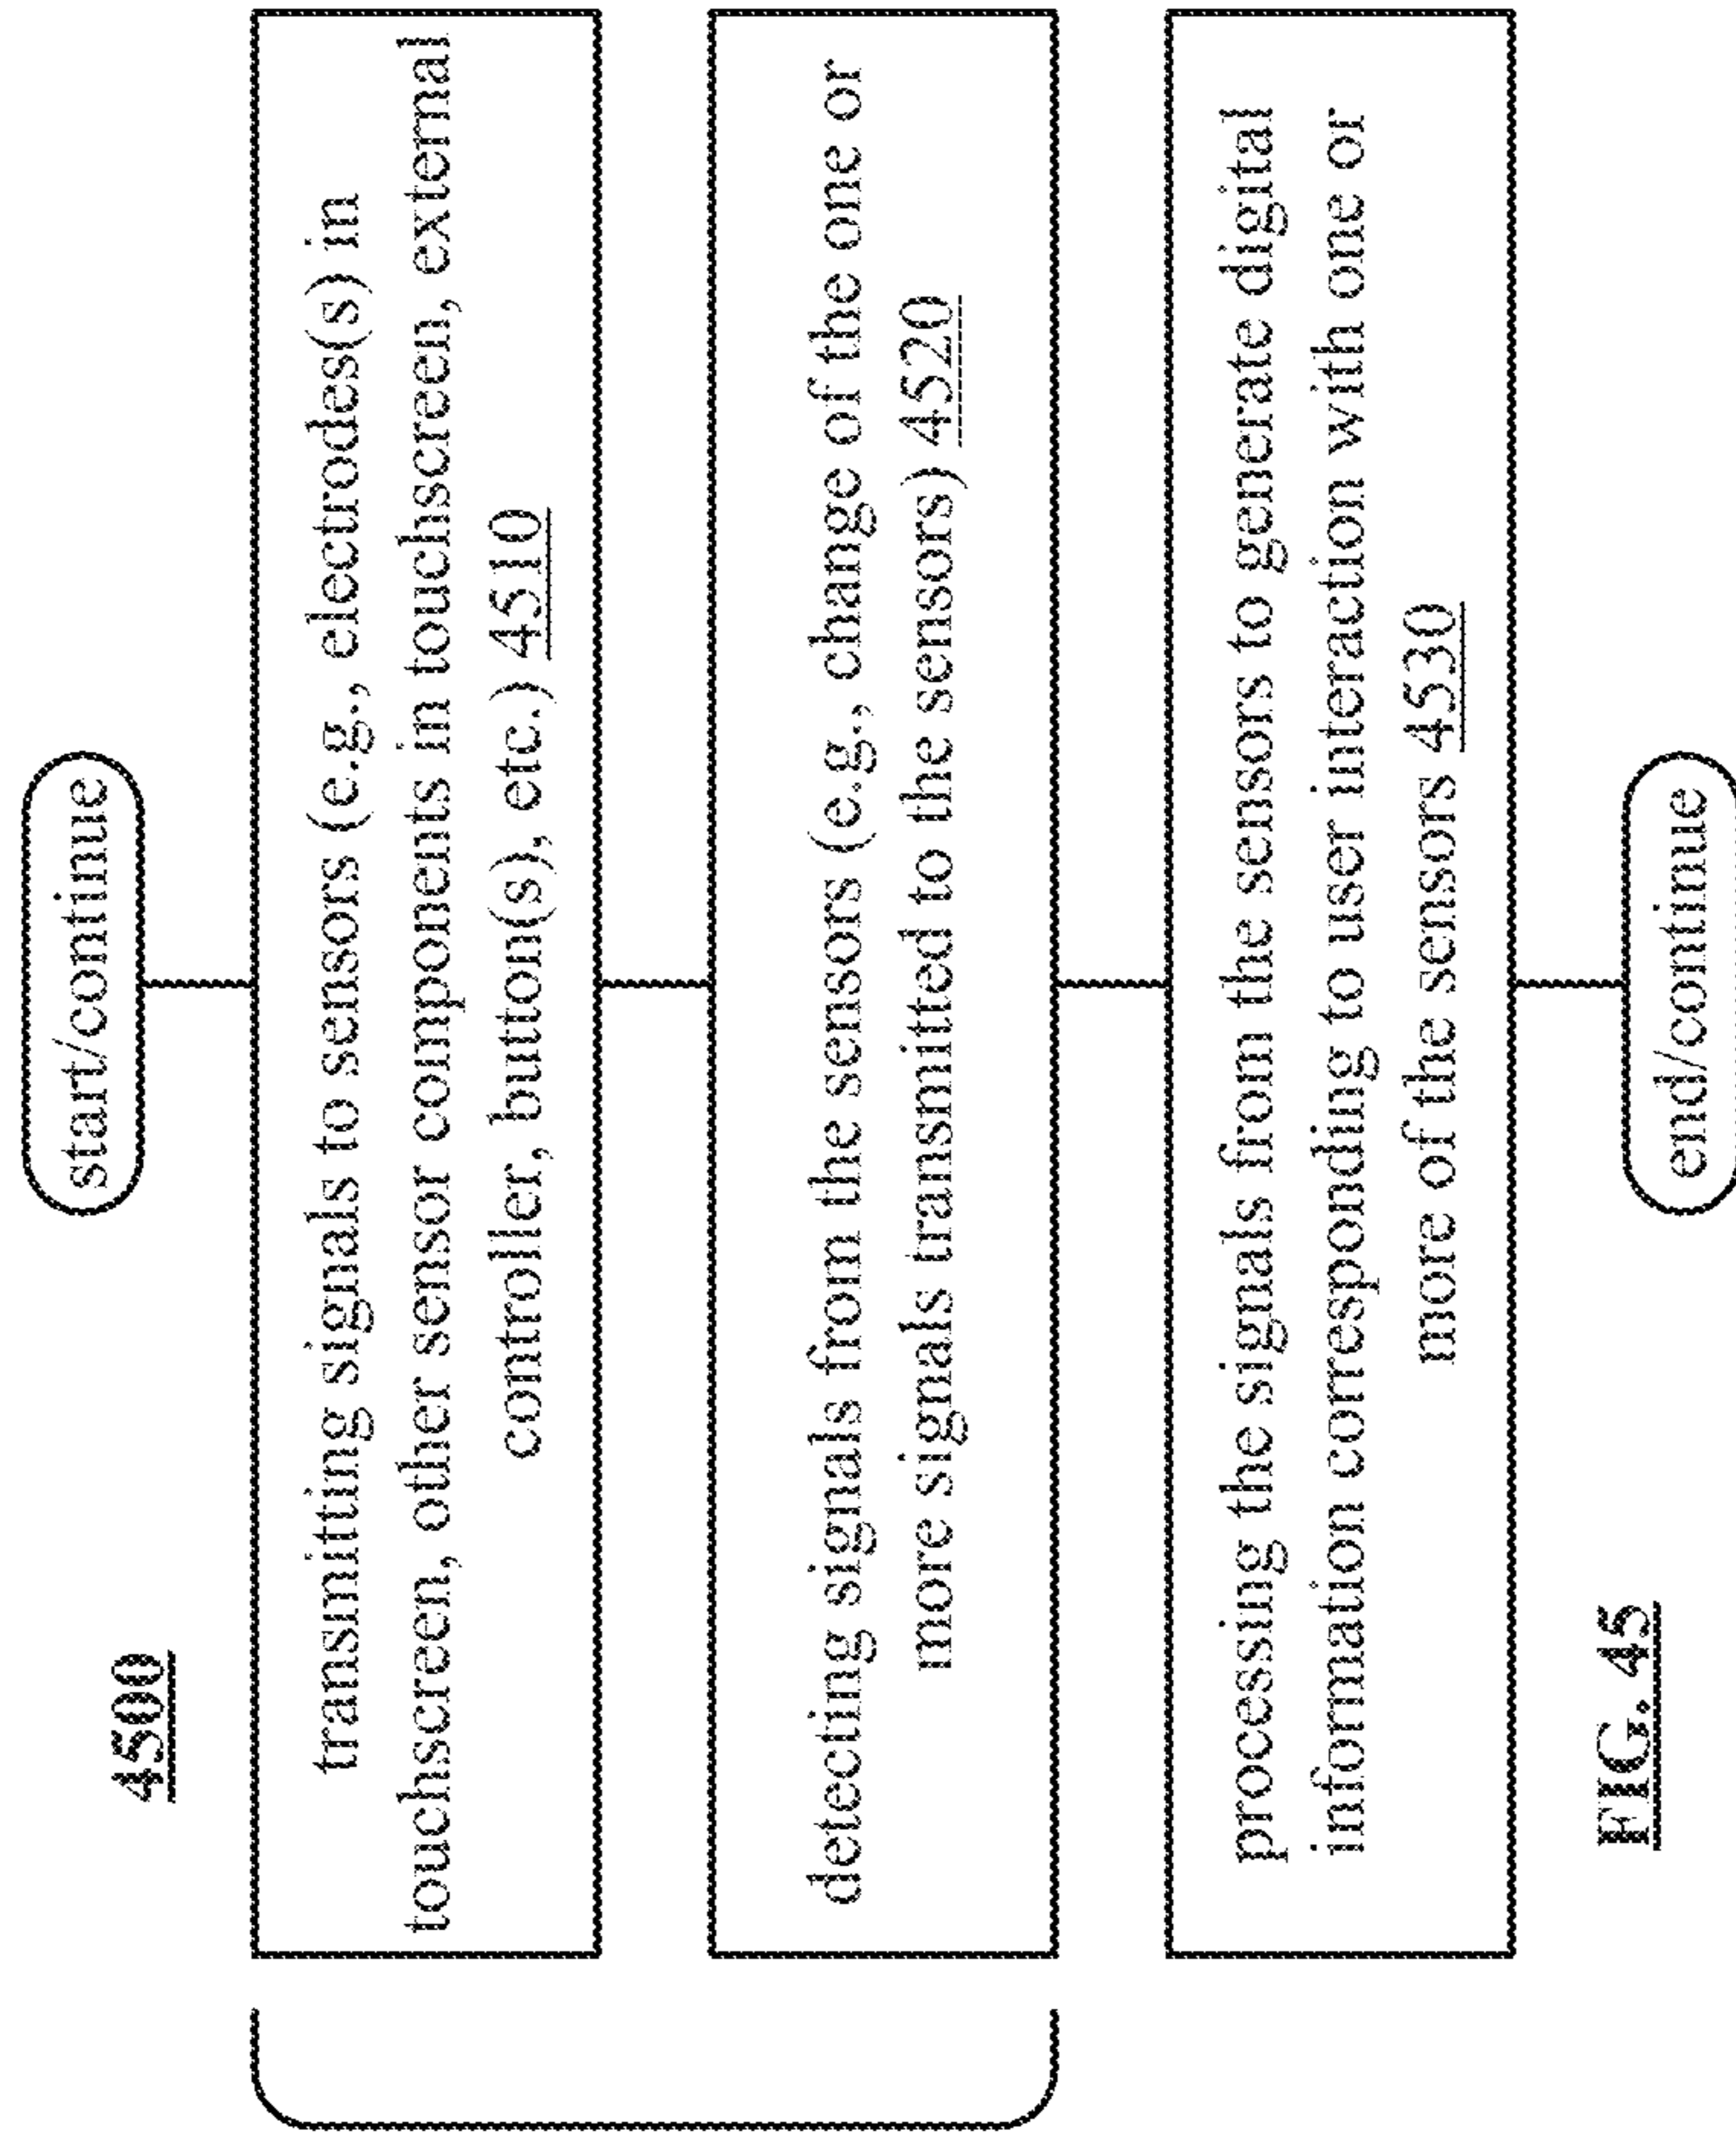 4500
start/continue
transmitting signals to sensors (e.g., electrodes(s) in
touchscreen, other sensor components in touchscreen, external
controller, button(s), etc.) 4510
detecting signals from the sensors (e.g., change of the one or
more signals transmitted to the sensors) 4520
processing the signals from the sensors to generate digital
information corresponding to user interaction with one or
more of the sensors 4530
end/continue
FIG. 45